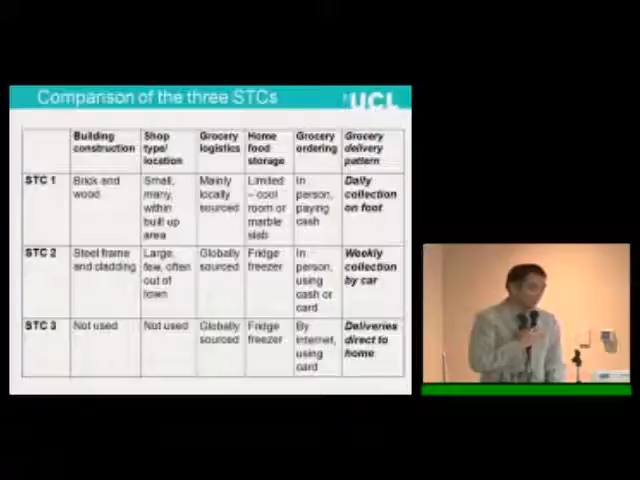 Comparison of the three STCs
UCL
Building construction
Shop type/ location
Grocery logistics
Home food storage
Grocery ordering
Grocery delivery pattern
STC 1
Brick and wood
Small, many, within built up area
Mainly locally sourced
Limited – cool room or marble slab
In person, paying cash
Daily collection on foot
STC 2
Steel frame and cladding
Large, few, often out of town
Globally sourced
Fridge freezer
In person, using cash or card
Weekly collection by car
STC 3
Not used
Not used
Globally sourced
Fridge freezer
By internet, using card
Deliveries direct to home